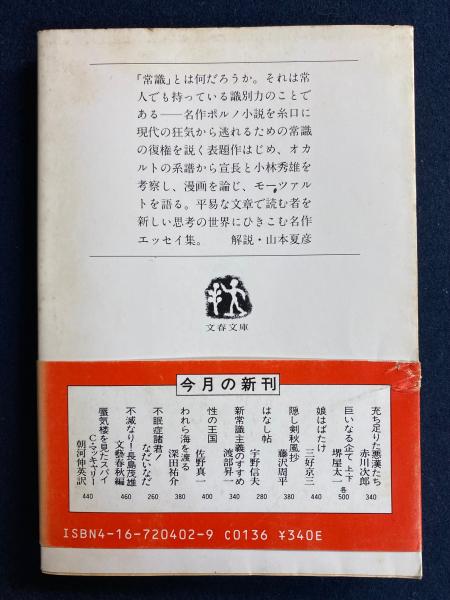 「常識」とは何だろうか。それは常
人でも持っている識別力のことで
ある──名作ポルノ小説を糸口に
現代の狂気から逃れるための常識
の復権を説く表題作はじめ、オカ
ルトの系譜から宣長と小林秀雄を
考察し、漫画を論じ、モーツァル
トを語る。平易な文章で読む者を
新しい思考の世界にひきこむ名作
エッセイ集。 解説・山本夏彦
文春文庫
今月の新刊
充ち足りた悪漢たち
赤川次郎
340
巨いなる企て上・下
堺屋太一
各500
娘はばたけ
三好京三
440
隠し剣秋風抄
藤沢周平
380
はなし帖
宇野信夫
280
新常識主義のすすめ
渡部昇一
340
性の王国
佐野真一
400
われら海を渡る
深田祐介
380
不眠症諸君!
なだいなだ
260
不滅なり!長島茂雄
文藝春秋編
460
蜃気楼を見たスパイ
C・マッキャリー
朝河伸英訳
440
ISBN4-16-720402-9 C0136 ¥340E